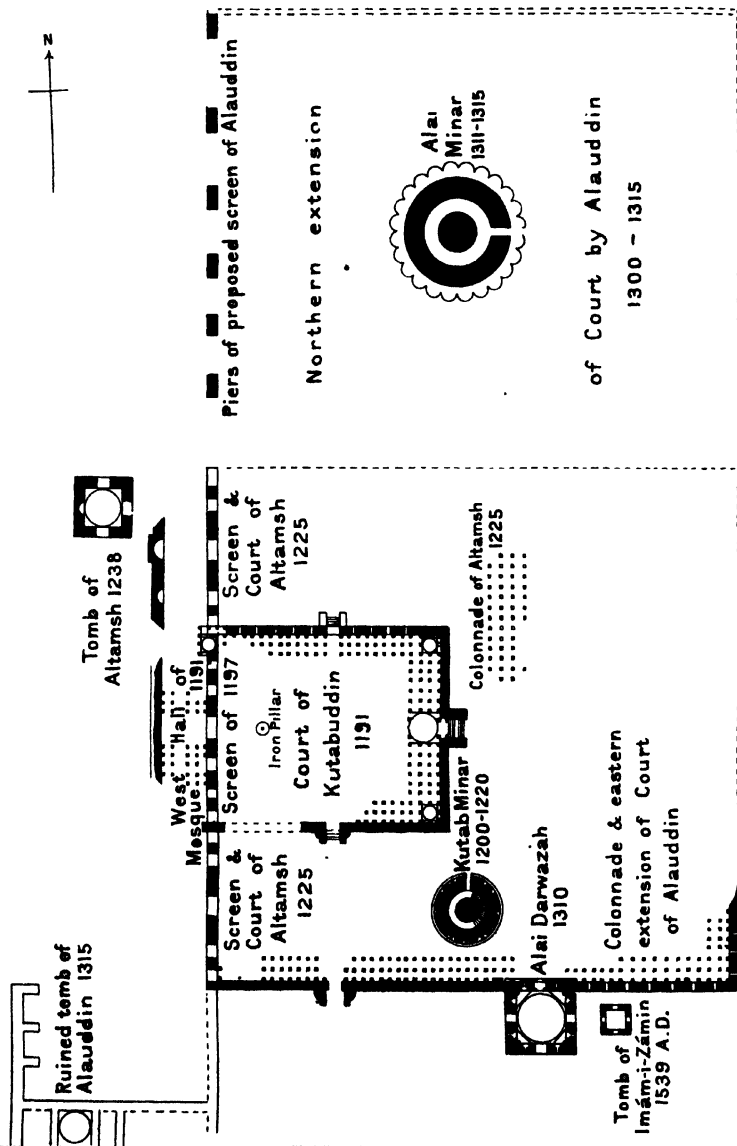 N
Piers of proposed screen of Alauddin
Northern extension
Alai
Minar
1311-1315
of Court by Alauddin
1300 – 1315
Tomb of
Altamsh 1238
Screen &
Court of
Altamsh
1225
Colonnade of Altamsh
1225
West Hall of
Mosque 1191
Screen of 1197
Iron Pillar
Court of
Kutabuddin
1191
Screen &
Court of
Altamsh
1225
Kutab Minar
1200-1220
Alai Darwazah
1310
Colonnade & eastern
extension of Court
of Alauddin
Ruined tomb of
Alauddin 1315
Tomb of
Imám-i-Zámin
1539 A.D.